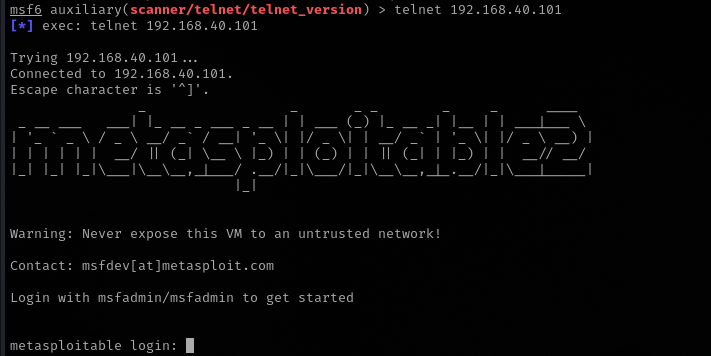 msf6 auxiliary(scanner/telnet/telnet_version) > telnet 192.168.40.101
[*] exec: telnet 192.168.40.101
Trying 192.168.40.101...
Connected to 192.168.40.101.
Escape character is '^]'.
metasploitable2
Warning: Never expose this VM to an untrusted network!
Contact: msfdev[at]metasploit.com
Login with msfadmin/msfadmin to get started
metasploitable login: